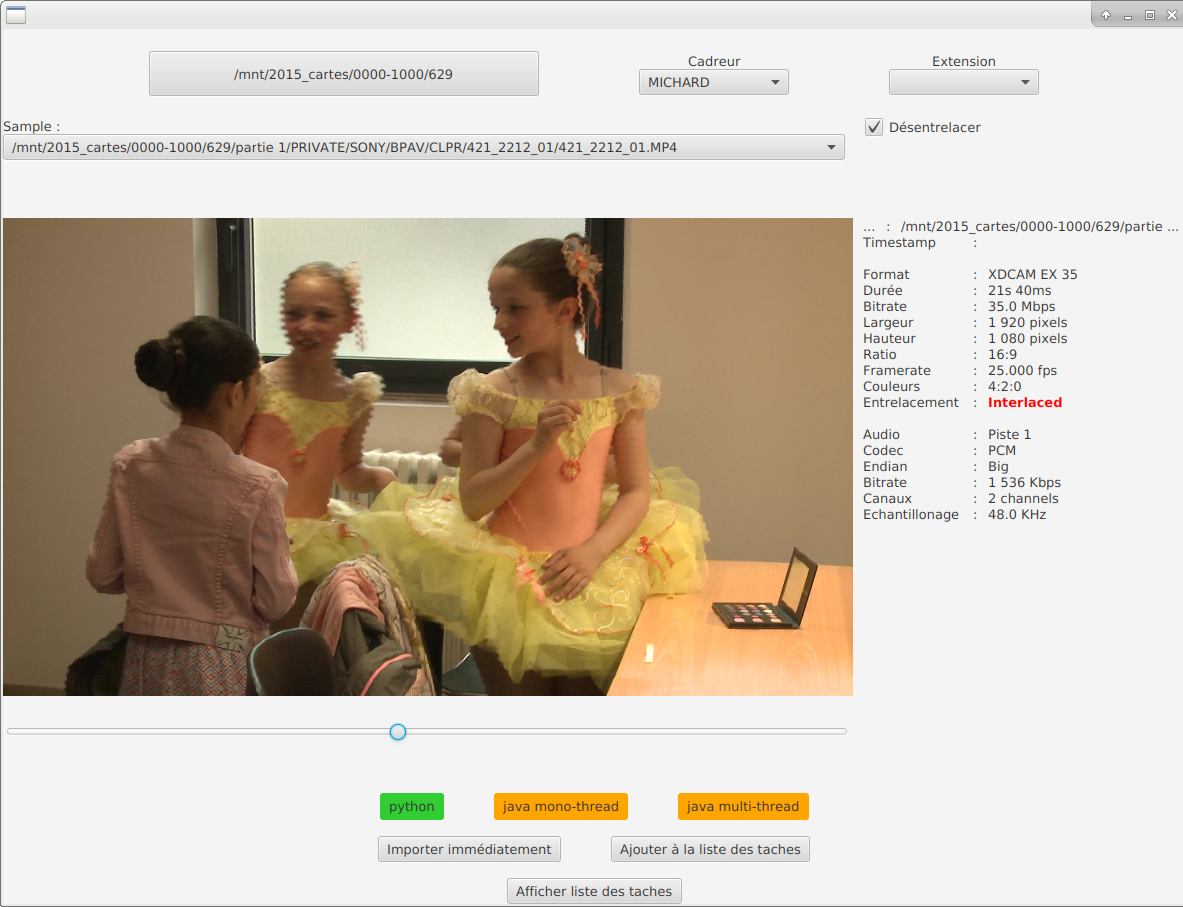 /mnt/2015_cartes/0000-1000/629
Cadreur
MICHARD
Extension
Sample :
/mnt/2015_cartes/0000-1000/629/partie 1/PRIVATE/SONY/BPAV/CLPR/421_2212_01/421_2212_01.MP4
Désentrelacer
... : /mnt/2015_cartes/0000-1000/629/partie ...
Timestamp :
Format : XDCAM EX 35
Durée : 21s 40ms
Bitrate : 35.0 Mbps
Largeur : 1 920 pixels
Hauteur : 1 080 pixels
Ratio : 16:9
Framerate : 25.000 fps
Couleurs : 4:2:0
Entrelacement : Interlaced
Audio : Piste 1
Codec : PCM
Endian : Big
Bitrate : 1 536 Kbps
Canaux : 2 channels
Echantillonage : 48.0 KHz
python
java mono-thread
java multi-thread
Importer immédiatement
Ajouter à la liste des taches
Afficher liste des taches